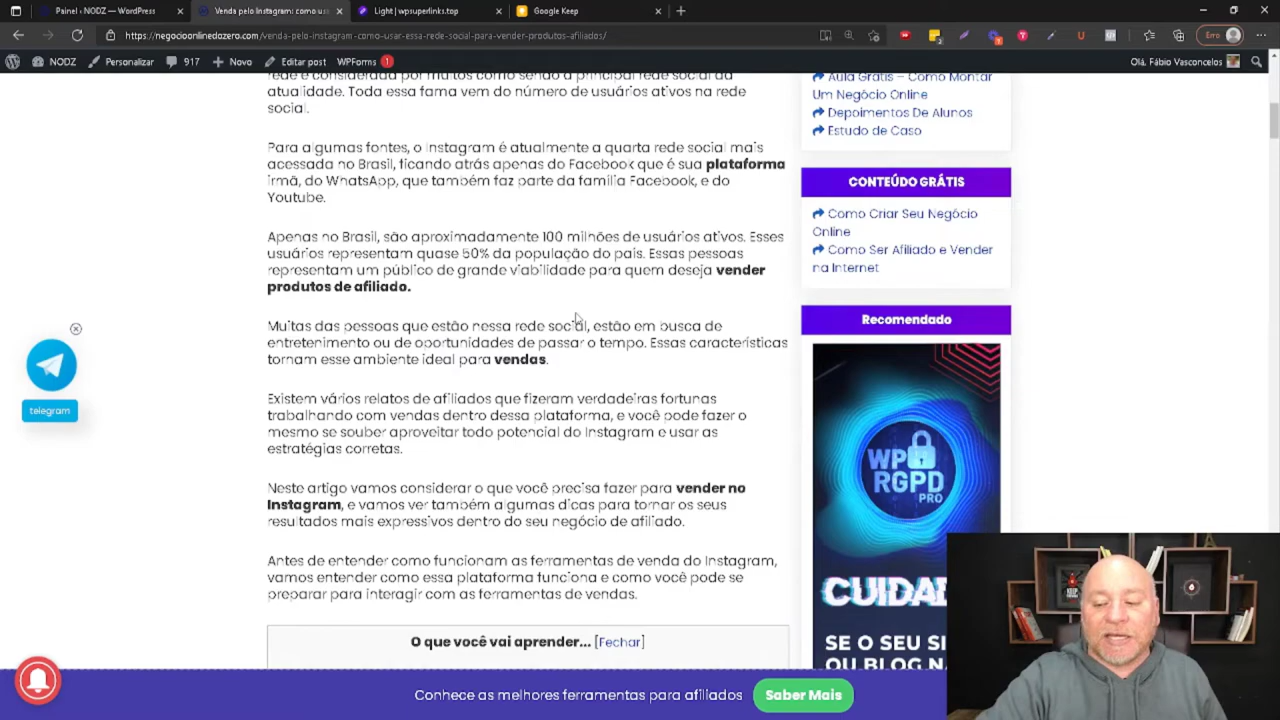 Painel ‹ NODZ — WordPress
Venda pelo Instagram: como us
Light | wpsuperlinks.top
Google Keep
https://negocioonlinedozero.com/venda-pelo-instagram-como-usar-essa-rede-social-para-vender-produtos-afiliados/
Erro
NODZ
Personalizar
917
Novo
Editar post
WPForms 1
Olá, Fábio Vasconcelos
rede é considerada por muitos como sendo a principal rede social da
atualidade. Toda essa fama vem do número de usuários ativos na rede
social.
Para algumas fontes, o Instagram é atualmente a quarta rede social mais
acessada no Brasil, ficando atrás apenas do Facebook que é sua plataforma
irmã, do WhatsApp, que também faz parte da família Facebook, e do
Youtube.
Apenas no Brasil, são aproximadamente 100 milhões de usuários ativos. Esses
usuários representam quase 50% da população do país. Essas pessoas
representam um público de grande viabilidade para quem deseja vender
produtos de afiliado.
Muitas das pessoas que estão nessa rede social, estão em busca de
entretenimento ou de oportunidades de passar o tempo. Essas características
tornam esse ambiente ideal para vendas.
Existem vários relatos de afiliados que fizeram verdadeiras fortunas
trabalhando com vendas dentro dessa plataforma, e você pode fazer o
mesmo se souber aproveitar todo potencial do Instagram e usar as
estratégias corretas.
Neste artigo vamos considerar o que você precisa fazer para vender no
Instagram, e vamos ver também algumas dicas para tornar os seus
resultados mais expressivos dentro do seu negócio de afiliado.
Antes de entender como funcionam as ferramentas de venda do Instagram,
vamos entender como essa plataforma funciona e como você pode se
preparar para interagir com as ferramentas de vendas.
O que você vai aprender... [Fechar]
Aula Grátis – Como Montar
Um Negócio Online
Depoimentos De Alunos
Estudo de Caso
CONTEÚDO GRÁTIS
Como Criar Seu Negócio
Online
Como Ser Afiliado e Vender
na Internet
Recomendado
WP
RGPD
PRO
CUIDAD
SE O SEU SI
OU BLOG NÃ
telegram
Conhece as melhores ferramentas para afiliados
Saber Mais